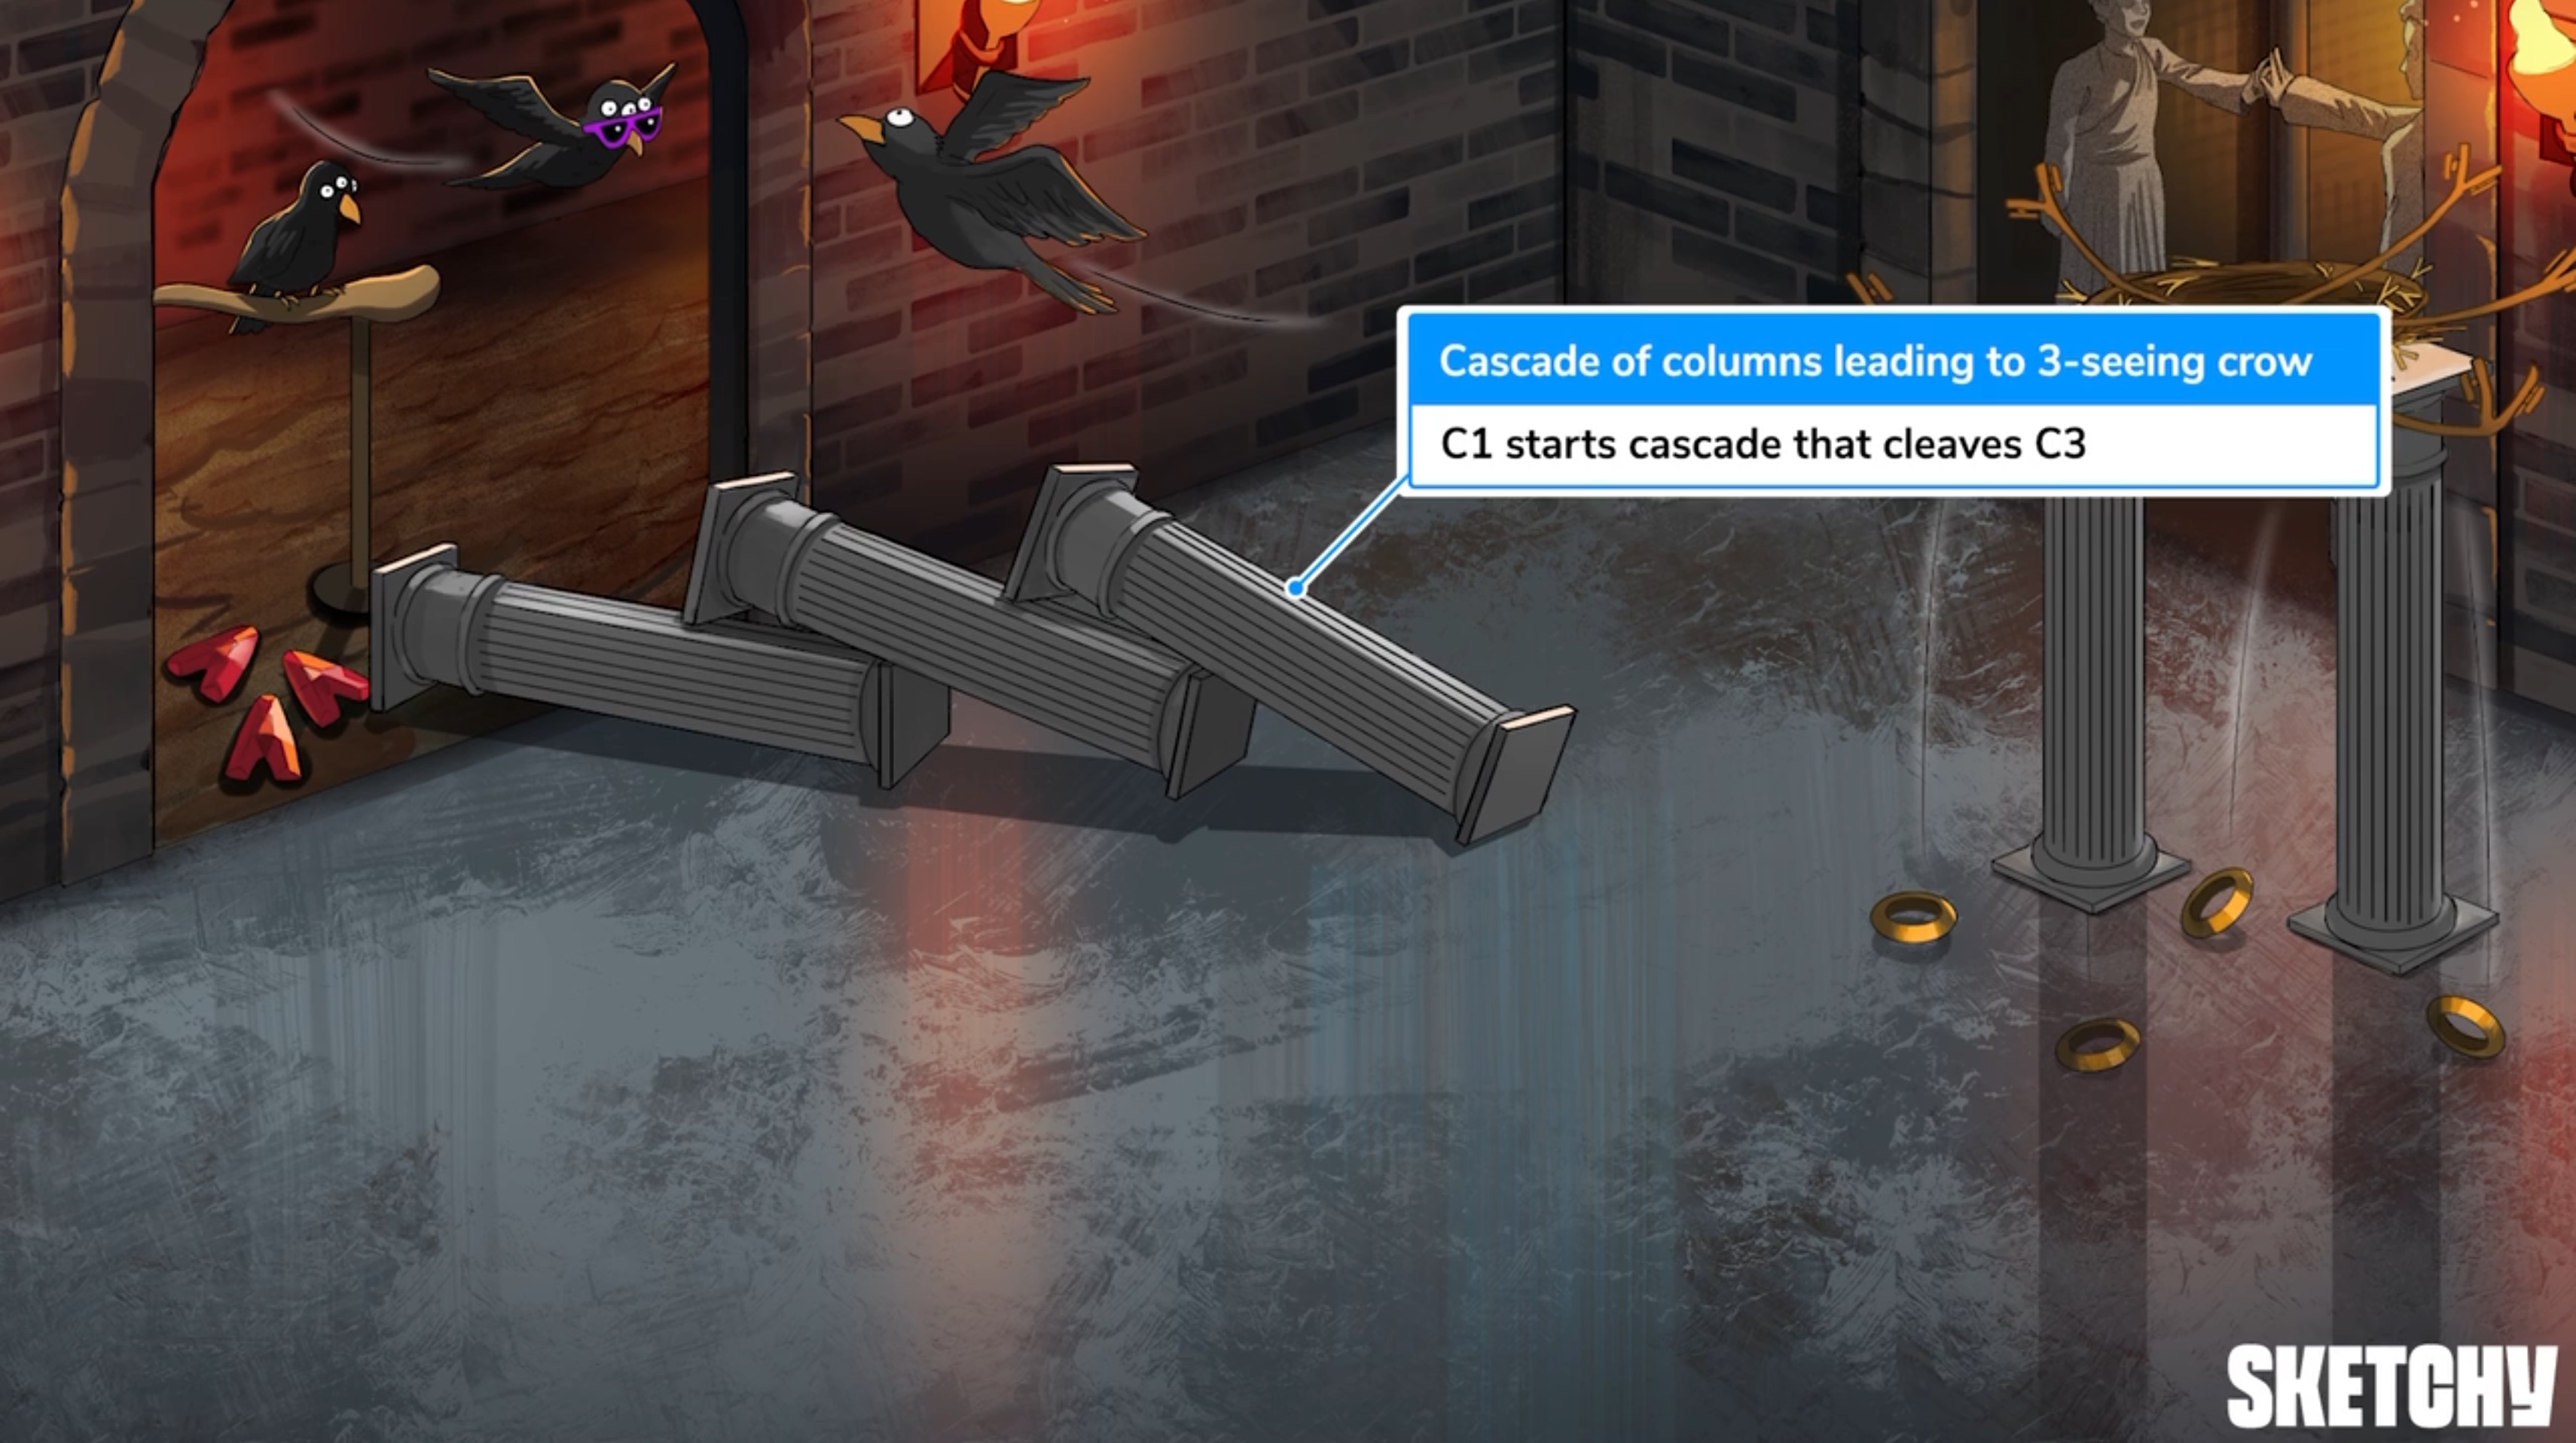 Cascade of columns leading to 3-seeing crow
C1 starts cascade that cleaves C3
SKETCHY